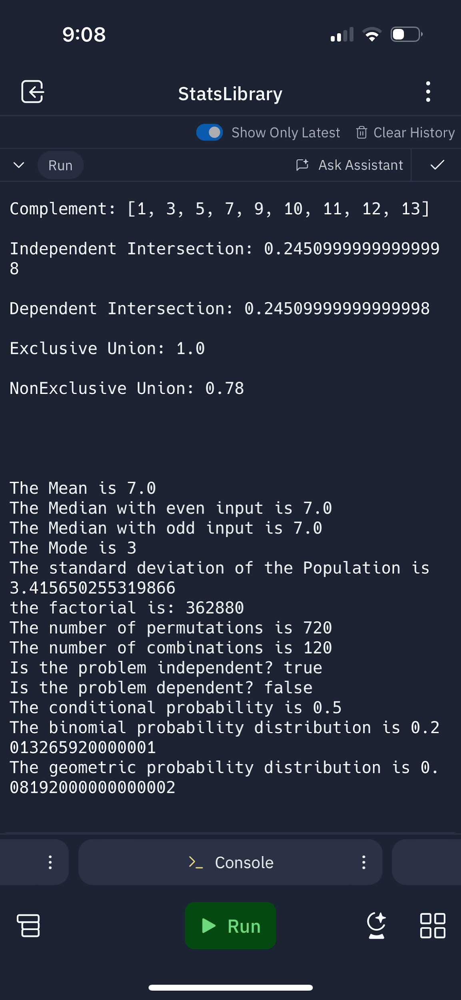 9:08
StatsLibrary
Show Only Latest Clear History
Run Ask Assistant
Complement: [1, 3, 5, 7, 9, 10, 11, 12, 13]
Independent Intersection: 0.2450999999999999
8
Dependent Intersection: 0.24509999999999998
Exclusive Union: 1.0
NonExclusive Union: 0.78
The Mean is 7.0
The Median with even input is 7.0
The Median with odd input is 7.0
The Mode is 3
The standard deviation of the Population is
3.415650255319866
the factorial is: 362880
The number of permutations is 720
The number of combinations is 120
Is the problem independent? true
Is the problem dependent? false
The conditional probability is 0.5
The binomial probability distribution is 0.2
013265920000001
The geometric probability distribution is 0.
08192000000000002
Console
Run